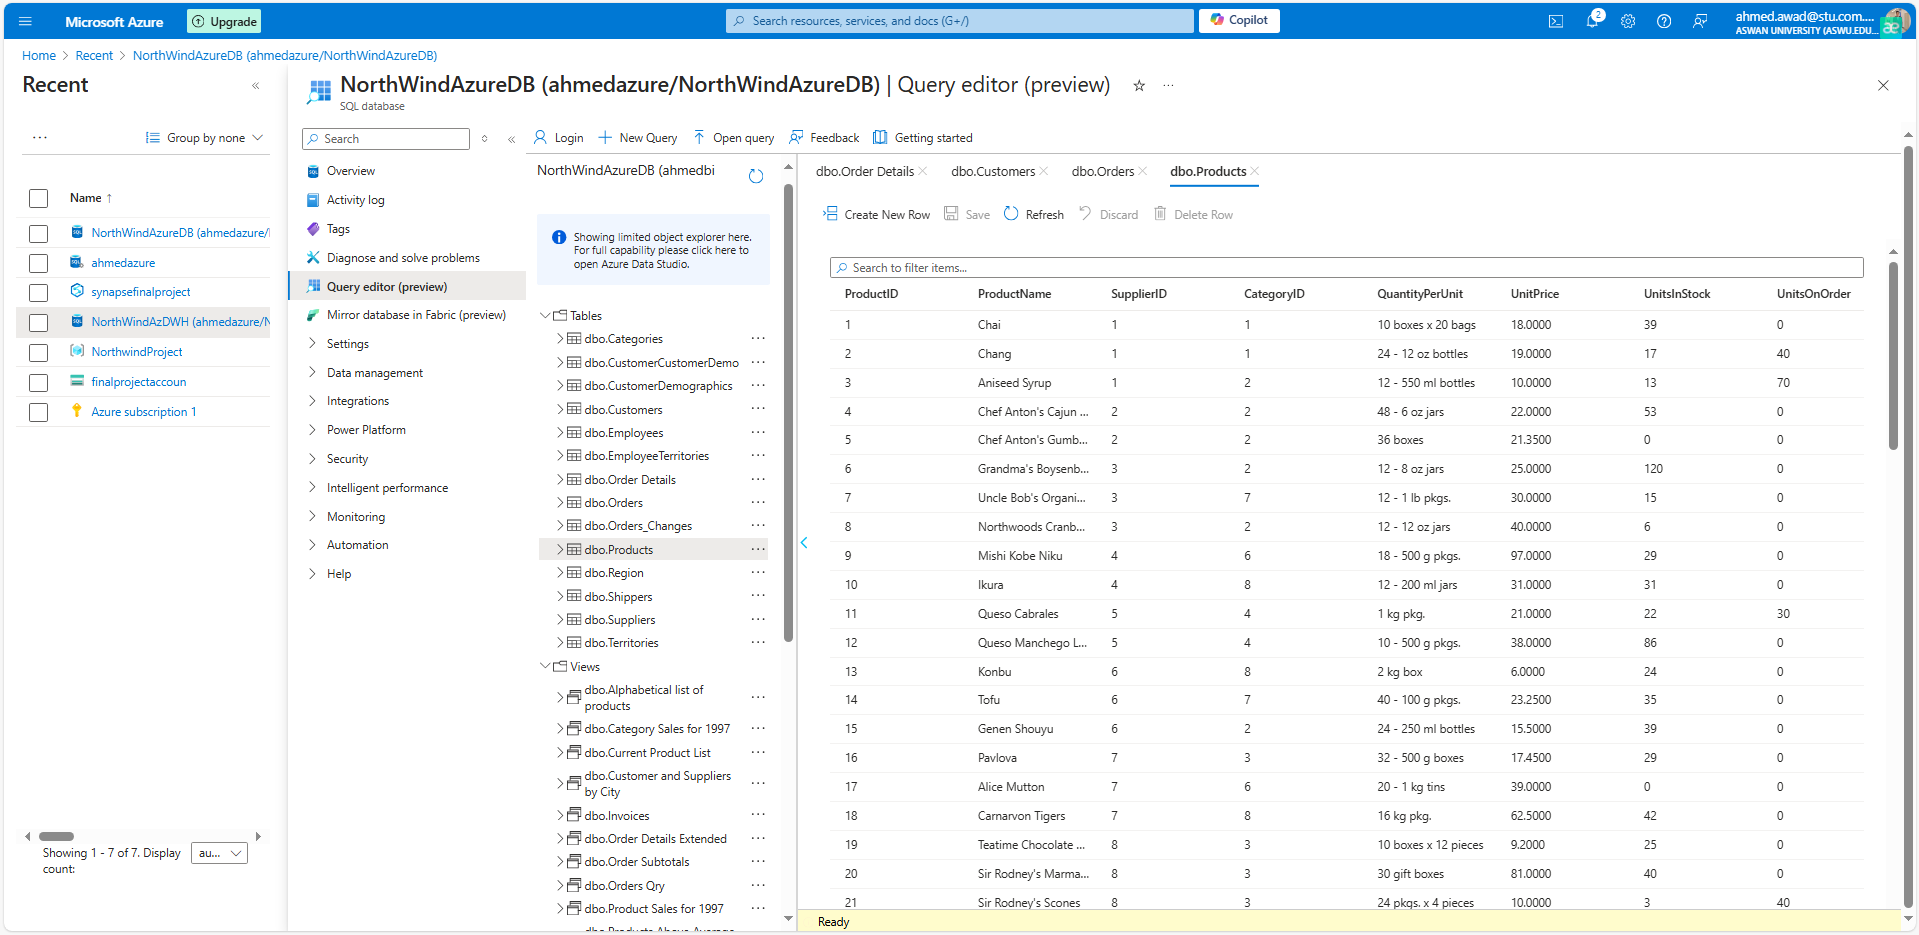 Microsoft Azure
Upgrade
Search resources, services, and docs (G+/)
Copilot
2
ahmed.awad@stu.com....
ASWAN UNIVERSITY (ASWU.EDU...
Home > Recent > NorthWindAzureDB (ahmedazure/NorthWindAzureDB)
Recent
«
...
Group by none
Name ↑
NorthWindAzureDB (ahmedazure/
ahmedazure
synapsefinalproject
NorthWindAzDWH (ahmedazure/N
NorthwindProject
finalprojectaccoun
Azure subscription 1
Showing 1 - 7 of 7. Display count:
au...
NorthWindAzureDB (ahmedazure/NorthWindAzureDB) | Query editor (preview)
...
SQL database
Search
«
Overview
Activity log
Tags
Diagnose and solve problems
Query editor (preview)
Mirror database in Fabric (preview)
Settings
Data management
Integrations
Power Platform
Security
Intelligent performance
Monitoring
Automation
Help
Login
New Query
Open query
Feedback
Getting started
NorthWindAzureDB (ahmedbi
Showing limited object explorer here.
For full capability please click here to
open Azure Data Studio.
Tables
dbo.Categories ...
dbo.CustomerCustomerDemo ...
dbo.CustomerDemographics ...
dbo.Customers ...
dbo.Employees ...
dbo.EmployeeTerritories ...
dbo.Order Details ...
dbo.Orders ...
dbo.Orders_Changes ...
dbo.Products ...
dbo.Region ...
dbo.Shippers ...
dbo.Suppliers ...
dbo.Territories ...
Views
dbo.Alphabetical list of
products ...
dbo.Category Sales for 1997 ...
dbo.Current Product List ...
dbo.Customer and Suppliers
by City ...
dbo.Invoices ...
dbo.Order Details Extended ...
dbo.Order Subtotals ...
dbo.Orders Qry ...
dbo.Product Sales for 1997 ...
dbo.Products Above Average
dbo.Order Details
dbo.Customers
dbo.Orders
dbo.Products
Create New Row
Save
Refresh
Discard
Delete Row
Search to filter items...
ProductID ProductName SupplierID CategoryID QuantityPerUnit UnitPrice UnitsInStock UnitsOnOrder
1 Chai 1 1 10 boxes x 20 bags 18.0000 39 0
2 Chang 1 1 24 - 12 oz bottles 19.0000 17 40
3 Aniseed Syrup 1 2 12 - 550 ml bottles 10.0000 13 70
4 Chef Anton's Cajun ... 2 2 48 - 6 oz jars 22.0000 53 0
5 Chef Anton's Gumb... 2 2 36 boxes 21.3500 0 0
6 Grandma's Boysenb... 3 2 12 - 8 oz jars 25.0000 120 0
7 Uncle Bob's Organi... 3 7 12 - 1 lb pkgs. 30.0000 15 0
8 Northwoods Cranb... 3 2 12 - 12 oz jars 40.0000 6 0
9 Mishi Kobe Niku 4 6 18 - 500 g pkgs. 97.0000 29 0
10 Ikura 4 8 12 - 200 ml jars 31.0000 31 0
11 Queso Cabrales 5 4 1 kg pkg. 21.0000 22 30
12 Queso Manchego L... 5 4 10 - 500 g pkgs. 38.0000 86 0
13 Konbu 6 8 2 kg box 6.0000 24 0
14 Tofu 6 7 40 - 100 g pkgs. 23.2500 35 0
15 Genen Shouyu 6 2 24 - 250 ml bottles 15.5000 39 0
16 Pavlova 7 3 32 - 500 g boxes 17.4500 29 0
17 Alice Mutton 7 6 20 - 1 kg tins 39.0000 0 0
18 Carnarvon Tigers 7 8 16 kg pkg. 62.5000 42 0
19 Teatime Chocolate ... 8 3 10 boxes x 12 pieces 9.2000 25 0
20 Sir Rodney's Marma... 8 3 30 gift boxes 81.0000 40 0
21 Sir Rodney's Scones 8 3 24 pkgs. x 4 pieces 10.0000 3 40
Ready